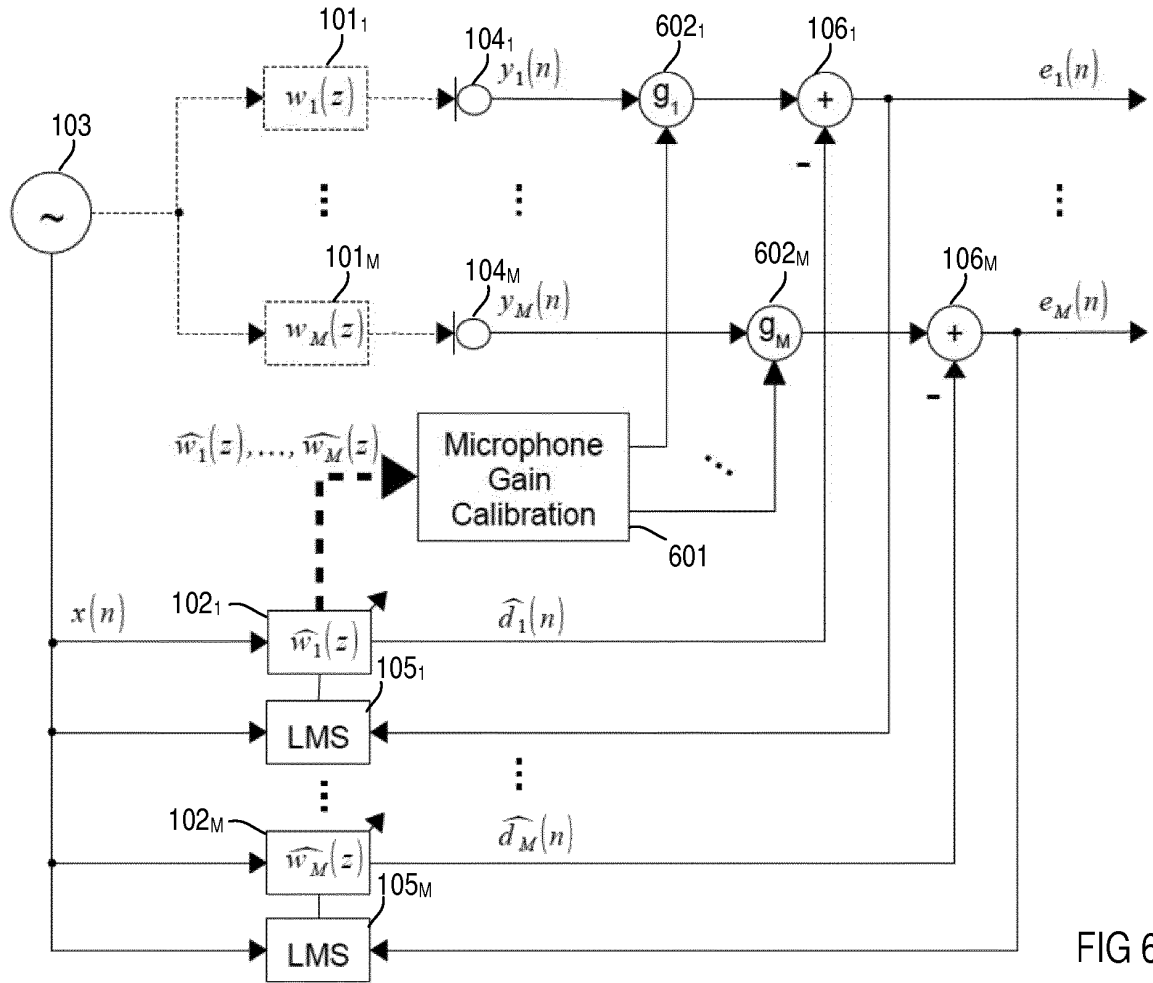 101₁
104₁
y₁(n)
602₁
106₁
e₁(n)
w₁(z)
g₁
+
103
-
~
101M
104M
yM(n)
602M
106M
eM(n)
wM(z)
gM
+
-
ŵ₁(z),..., ŵM(z)
Microphone
Gain
Calibration
601
x(n)
102₁
d̂₁(n)
ŵ₁(z)
105₁
LMS
102M
d̂M(n)
ŵM(z)
105M
LMS
FIG 6